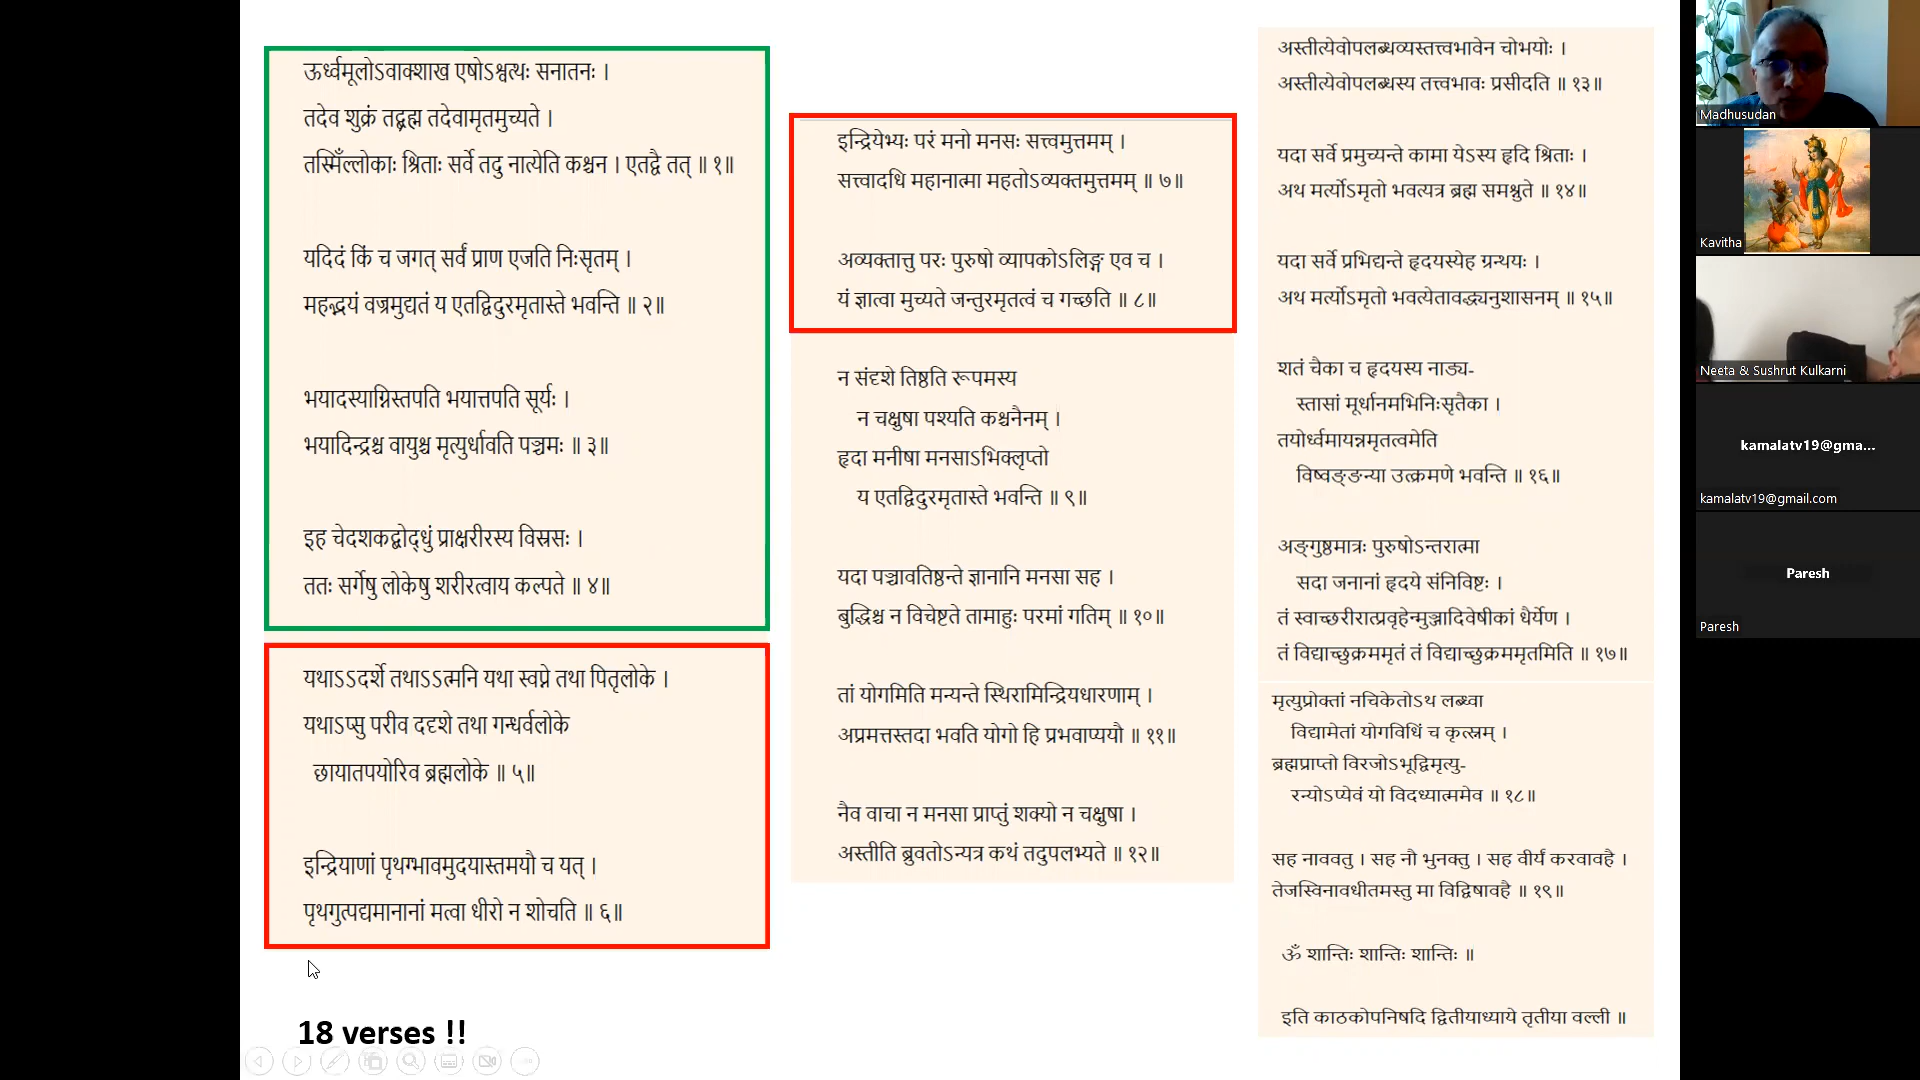 ऊर्ध्वमूलोऽवाक्शाख एषोऽश्वत्थः सनातनः ।
तदेव शुक्रं तद्ब्रह्म तदेवामृतमुच्यते ।
तस्मिँल्लोकाः श्रिताः सर्वे तदु नात्येति कश्चन । एतद्वै तत् ॥ १॥
यदिदं किं च जगत् सर्वं प्राण एजति निःसृतम् ।
महद्भयं वज्रमुद्यतं य एतद्विदुरमृतास्ते भवन्ति ॥ २॥
भयादस्याग्निस्तपति भयात्तपति सूर्यः ।
भयादिन्द्रश्च वायुश्च मृत्युर्धावति पञ्चमः ॥ ३॥
इह चेदशकद्बोद्धुं प्राक्षरीरस्य विस्रसः ।
ततः सर्गेषु लोकेषु शरीरत्वाय कल्पते ॥ ४॥
यथाऽऽदर्शे तथाऽऽत्मनि यथा स्वप्ने तथा पितृलोके ।
यथाऽप्सु परीव ददृशे तथा गन्धर्वलोके
छायातपयोरिव ब्रह्मलोके ॥ ५॥
इन्द्रियाणां पृथग्भावमुदयास्तमयौ च यत् ।
पृथगुत्पद्यमानानां मत्वा धीरो न शोचति ॥ ६॥
18 verses !!
इन्द्रियेभ्यः परं मनो मनसः सत्त्वमुत्तमम् ।
सत्त्वादधि महानात्मा महतोऽव्यक्तमुत्तमम् ॥ ७॥
अव्यक्तात्तु परः पुरुषो व्यापकोऽलिङ्ग एव च ।
यं ज्ञात्वा मुच्यते जन्तुरमृतत्वं च गच्छति ॥ ८॥
न संदृशे तिष्ठति रूपमस्य
न चक्षुषा पश्यति कश्चनैनम् ।
हृदा मनीषा मनसाऽभिक्लृप्तो
य एतद्विदुरमृतास्ते भवन्ति ॥ ९॥
यदा पञ्चावतिष्ठन्ते ज्ञानानि मनसा सह ।
बुद्धिश्च न विचेष्टते तामाहुः परमां गतिम् ॥ १०॥
तां योगमिति मन्यन्ते स्थिरामिन्द्रियधारणाम् ।
अप्रमत्तस्तदा भवति योगो हि प्रभवाप्ययौ ॥ ११॥
नैव वाचा न मनसा प्राप्तुं शक्यो न चक्षुषा ।
अस्तीति ब्रुवतोऽन्यत्र कथं तदुपलभ्यते ॥ १२॥
अस्तीत्येवोपलब्धव्यस्तत्त्वभावेन चोभयोः ।
अस्तीत्येवोपलब्धस्य तत्त्वभावः प्रसीदति ॥ १३॥
यदा सर्वे प्रमुच्यन्ते कामा येऽस्य हृदि श्रिताः ।
अथ मर्त्योऽमृतो भवत्यत्र ब्रह्म समश्नुते ॥ १४॥
यदा सर्वे प्रभिद्यन्ते हृदयस्येह ग्रन्थयः ।
अथ मर्त्योऽमृतो भवत्येतावद्ध्यनुशासनम् ॥ १५॥
शतं चैका च हृदयस्य नाड्य-
स्तासां मूर्धानमभिनिःसृतैका ।
तयोर्ध्वमायन्नमृतत्वमेति
विष्वङ्ङन्या उत्क्रमणे भवन्ति ॥ १६॥
अङ्गुष्ठमात्रः पुरुषोऽन्तरात्मा
सदा जनानां हृदये संनिविष्टः ।
तं स्वाच्छरीरात्प्रवृहेन्मुञ्जादिवेषीकां धैर्येण ।
तं विद्याच्छुक्रममृतं तं विद्याच्छुक्रममृतमिति ॥ १७॥
मृत्युप्रोक्तां नचिकेतोऽथ लब्ध्वा
विद्यामेतां योगविधिं च कृत्स्नम् ।
ब्रह्मप्राप्तो विरजोऽभूद्विमृत्यु-
रन्योऽप्येवं यो विदध्यात्ममेव ॥ १८॥
सह नाववतु । सह नौ भुनक्तु । सह वीर्यं करवावहै ।
तेजस्विनावधीतमस्तु मा विद्विषावहै ॥ १९॥
ॐ शान्तिः शान्तिः शान्तिः ॥
इति काठकोपनिषदि द्वितीयाध्याये तृतीया वल्ली ॥
Madhusudan
Kavitha
Neeta & Sushrut Kulkarni
kamalatv19@gma...
kamalatv19@gmail.com
Paresh
Paresh